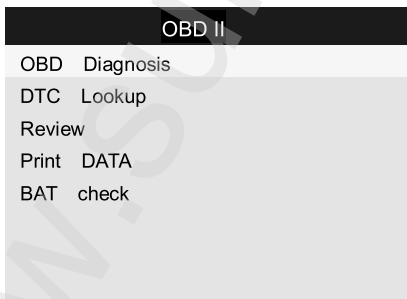 OBD II
OBD Diagnosis
DTC Lookup
Review
Print DATA
BAT check